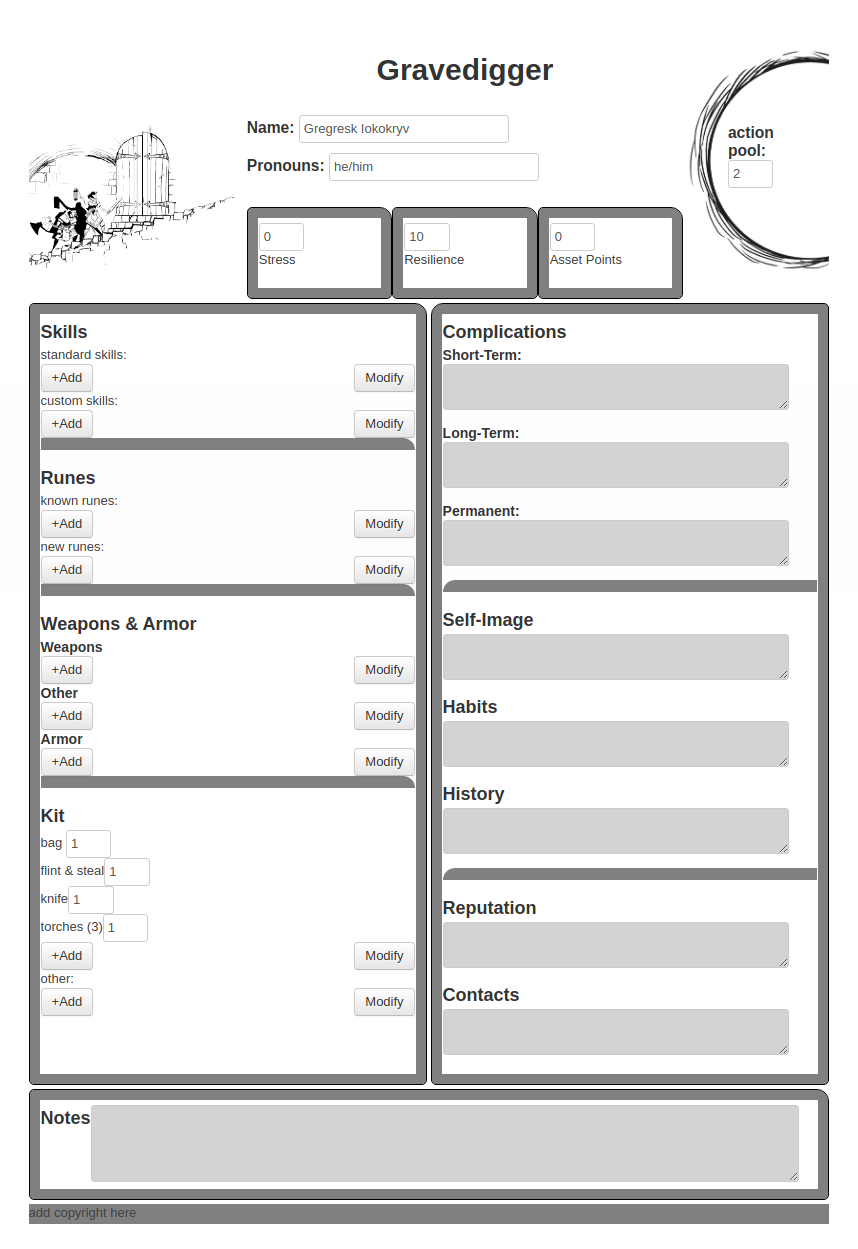 Gravedigger
Name: Gregresk Iokokryv
Pronouns: he/him
action
pool:
2
0
Stress
10
Resilience
0
Asset Points
Skills
standard skills:
+Add Modify
custom skills:
+Add Modify
Runes
known runes:
+Add Modify
new runes:
+Add Modify
Weapons & Armor
Weapons
+Add Modify
Other
+Add Modify
Armor
+Add Modify
Kit
bag 1
flint & steal 1
knife 1
torches (3) 1
+Add Modify
other:
+Add Modify
Complications
Short-Term:
Long-Term:
Permanent:
Self-Image
Habits
History
Reputation
Contacts
Notes
add copyright here